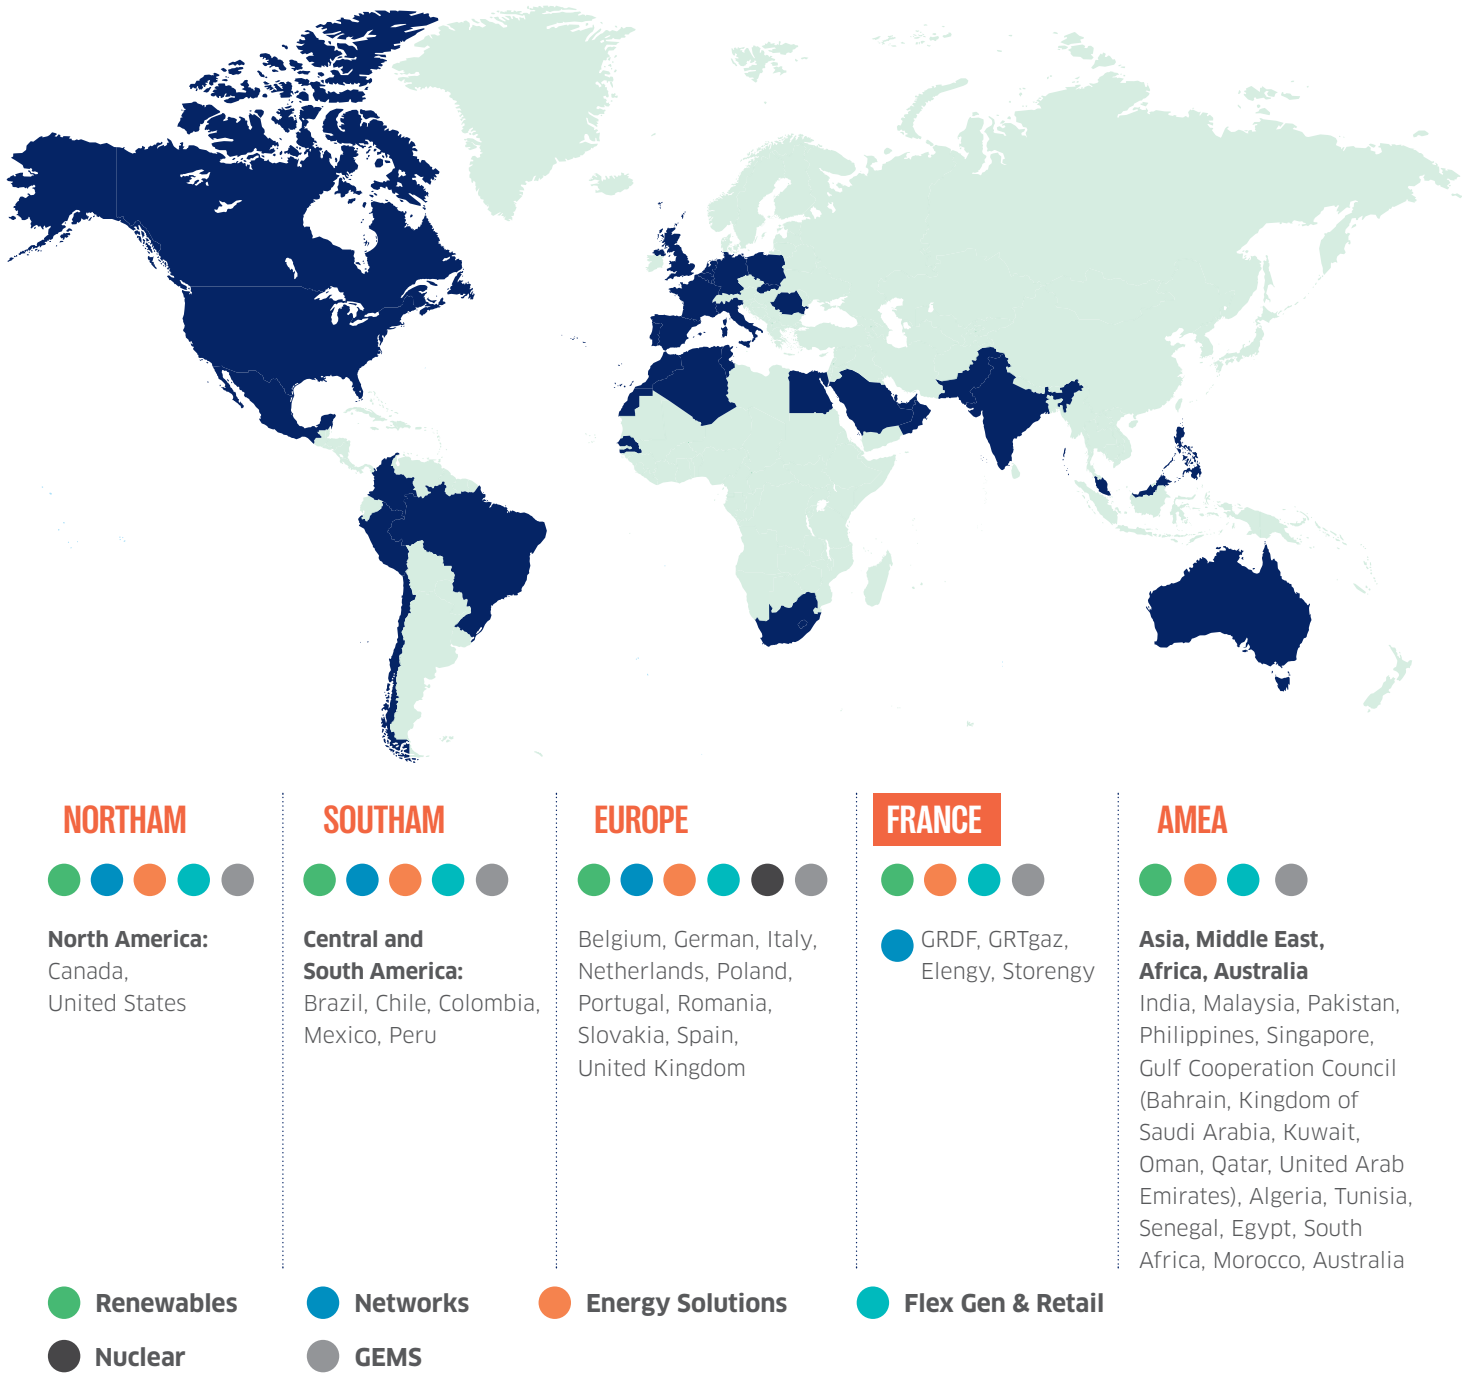 NORTHAM
North America:
Canada,
United States
SOUTHAM
Central and
South America:
Brazil, Chile, Colombia,
Mexico, Peru
EUROPE
Belgium, German, Italy,
Netherlands, Poland,
Portugal, Romania,
Slovakia, Spain,
United Kingdom
FRANCE
GRDF, GRTgaz,
Elengy, Storengy
AMEA
Asia, Middle East,
Africa, Australia
India, Malaysia, Pakistan,
Philippines, Singapore,
Gulf Cooperation Council
(Bahrain, Kingdom of
Saudi Arabia, Kuwait,
Oman, Qatar, United Arab
Emirates), Algeria, Tunisia,
Senegal, Egypt, South
Africa, Morocco, Australia
Renewables
Networks
Energy Solutions
Flex Gen & Retail
Nuclear
GEMS